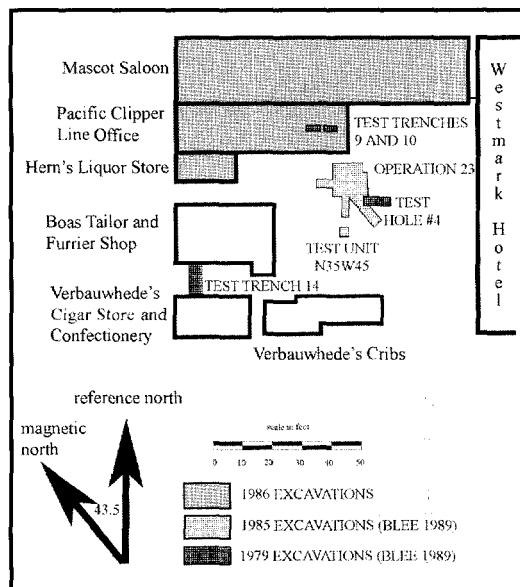 Mascot Saloon
Pacific Clipper
Line Office
TEST TRENCHES
9 AND 10
Hern's Liquor Store
OPERATION 23
TEST
HOLE #4
Boas Tailor and
Furrier Shop
TEST UNIT
N35W45
TEST TRENCH 14
Verbauwhede's
Cigar Store and
Confectionery
Verbauwhede's Cribs
Westmark Hotel
reference north
magnetic
north
43.5
scale in feet
0 10 20 30 40 50
1986 EXCAVATIONS
1985 EXCAVATIONS (BLEE 1989)
1979 EXCAVATIONS (BLEE 1989)